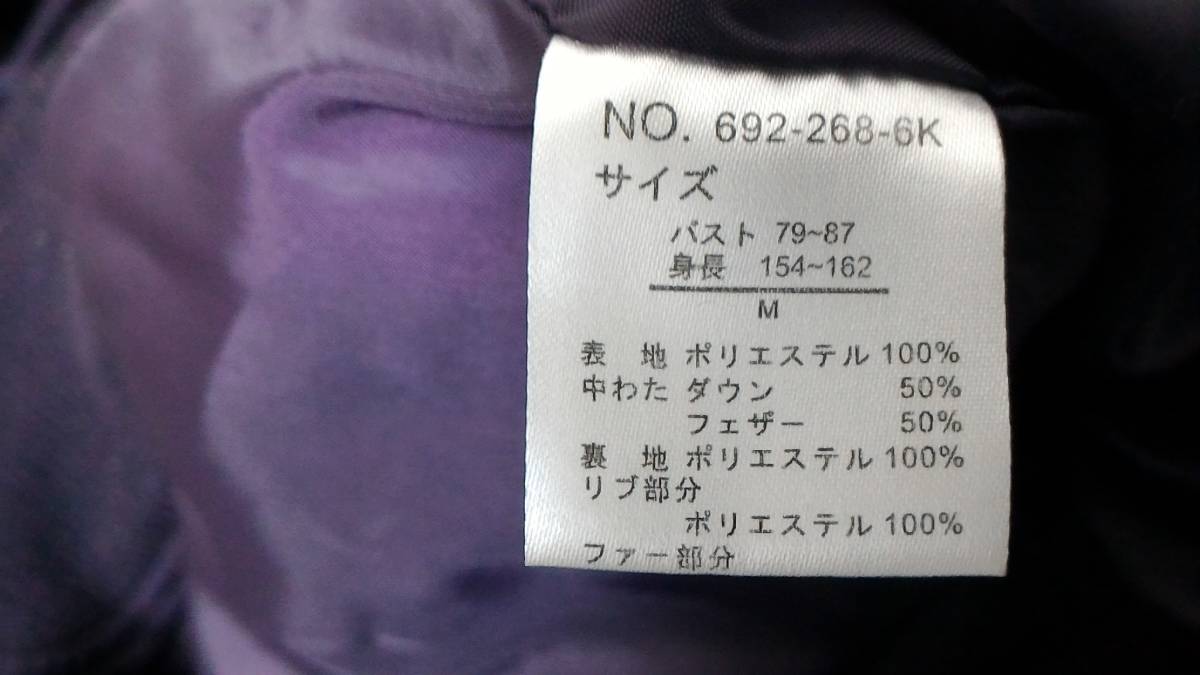 NO. 692-268-6K
サイズ
バスト 79~87
身長 154~162
M
表 地 ポリエステル 100%
中わた ダウン 50%
フェザー 50%
裏 地 ポリエステル 100%
リブ部分
ポリエステル 100%
ファー部分